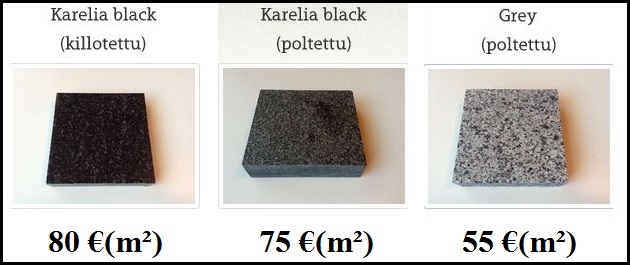 Karelia black
(killotettu)
Karelia black
(poltettu)
Grey
(poltettu)
80 €(m²)
75 €(m²)
55 €(m²)